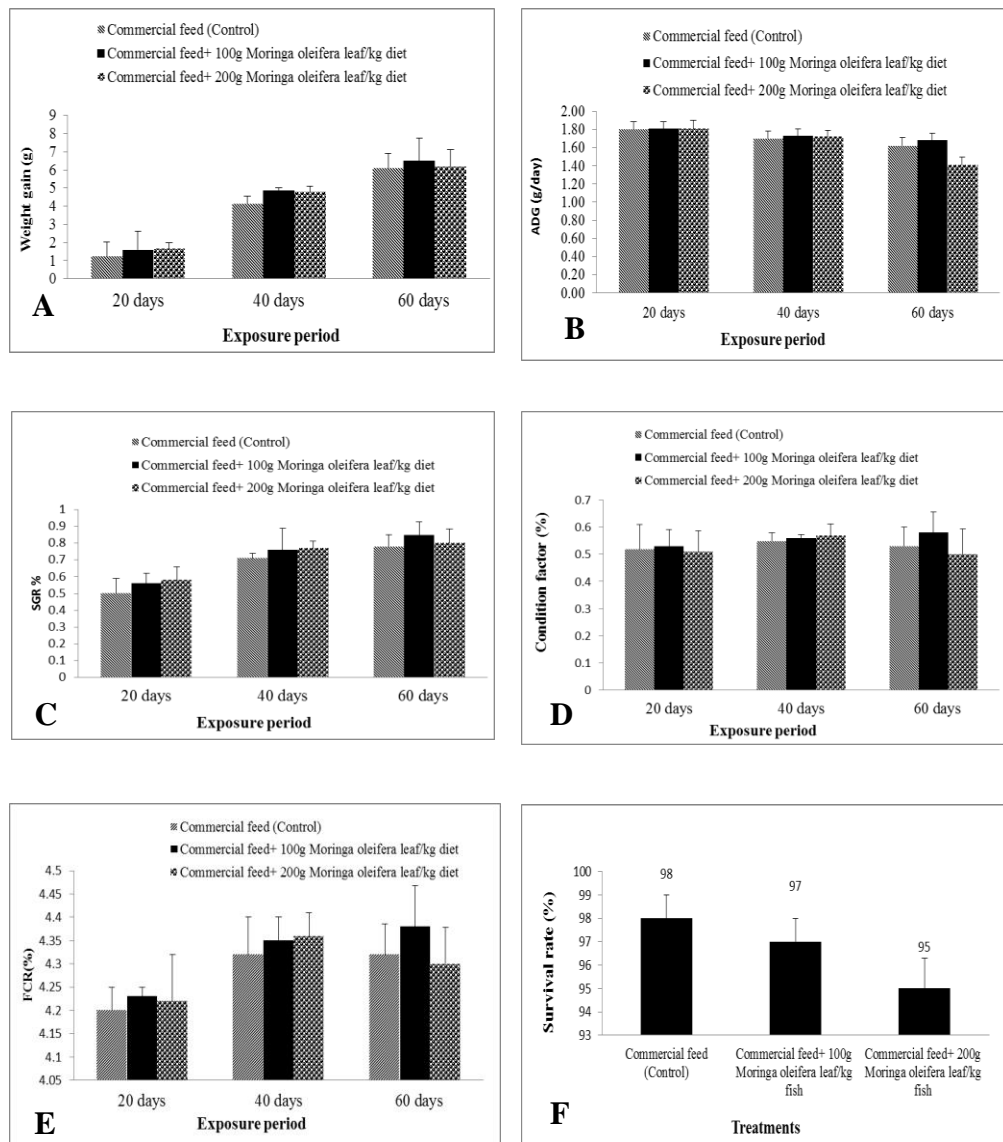 Commercial feed (Control)
Commercial feed+ 100g Moringa oleifera leaf/kg diet
Commercial feed+ 200g Moringa oleifera leaf/kg diet
Weight gain (g)
9
8
7
6
5
4
3
2
1
0
20 days
40 days
60 days
Exposure period
A
Commercial feed (Control)
Commercial feed+ 100g Moringa oleifera leaf/kg diet
Commercial feed+ 200g Moringa oleifera leaf/kg diet
ADG (g/day)
2.00
1.80
1.60
1.40
1.20
1.00
0.80
0.60
0.40
0.20
0.00
20 days
40 days
60 days
Exposure period
B
Commercial feed (Control)
Commercial feed+ 100g Moringa oleifera leaf/kg diet
Commercial feed+ 200g Moringa oleifera leaf/kg diet
SGR %
1
0.9
0.8
0.7
0.6
0.5
0.4
0.3
0.2
0.1
0
20 days
40 days
60 days
Exposure period
C
Commercial feed (Control)
Commercial feed+ 100g Moringa oleifera leaf/kg diet
Commercial feed+ 200g Moringa oleifera leaf/kg diet
Condition factor (%)
0.7
0.6
0.5
0.4
0.3
0.2
0.1
0
20 days
40 days
60 days
Exposure period
D
Commercial feed (Control)
Commercial feed+ 100g Moringa oleifera leaf/kg diet
Commercial feed+ 200g Moringa oleifera leaf/kg diet
FCR(%)
4.5
4.45
4.4
4.35
4.3
4.25
4.2
4.15
4.1
4.05
20 days
40 days
60 days
Exposure period
E
Survival rate (%)
100
99
98
97
96
95
94
93
98
97
95
Commercial feed
(Control)
Commercial feed+ 100g
Moringa oleifera leaf/kg
fish
Commercial feed+ 200g
Moringa oleifera leaf/kg
fish
Treatments
F